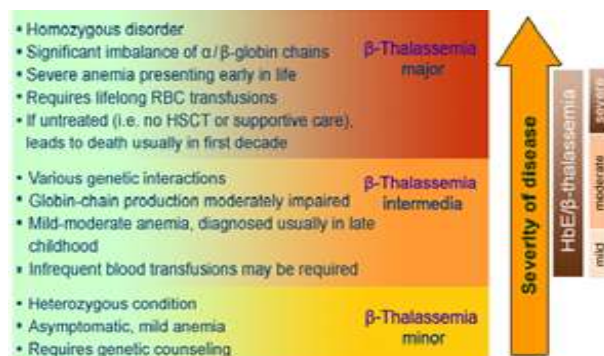 • Homozygous disorder
• Significant imbalance of α/β-globin chains
• Severe anemia presenting early in life
• Requires lifelong RBC transfusions
• If untreated (i.e. no HSCT or supportive care),
leads to death usually in first decade
β-Thalassemia
major
• Various genetic interactions
• Globin-chain production moderately impaired
• Mild-moderate anemia, diagnosed usually in late
childhood
▪ Infrequent blood transfusions may be required
β-Thalassemia
intermedia
• Heterozygous condition
• Asymptomatic, mild anemia
• Requires genetic counseling
β-Thalassemia
minor
Severity of disease
HbE/β-thalassemia
severe
moderate
mild